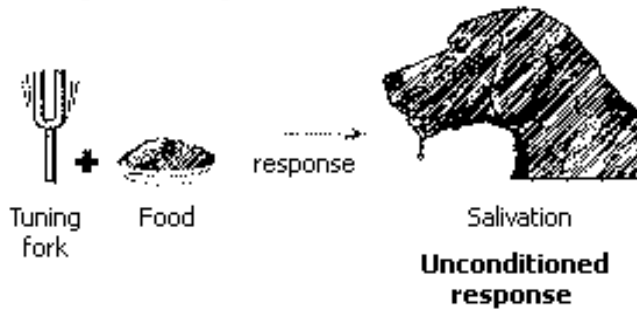 +
response
Tuning
fork
Food
Salivation
Unconditioned
response